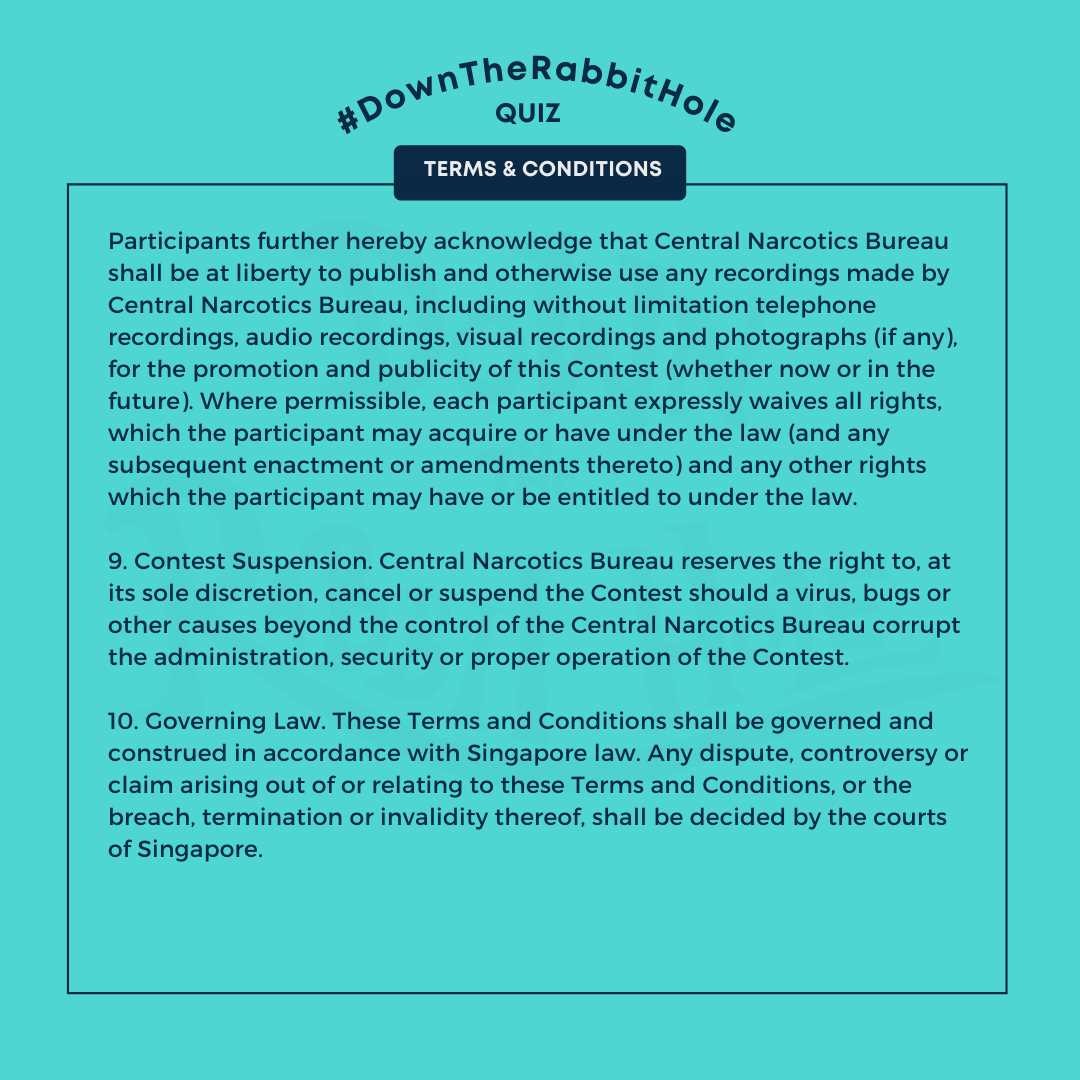 #DownTheRabbitHole
QUIZ
TERMS & CONDITIONS
Participants further hereby acknowledge that Central Narcotics Bureau
shall be at liberty to publish and otherwise use any recordings made by
Central Narcotics Bureau, including without limitation telephone
recordings, audio recordings, visual recordings and photographs (if any),
for the promotion and publicity of this Contest (whether now or in the
future). Where permissible, each participant expressly waives all rights,
which the participant may acquire or have under the law (and any
subsequent enactment or amendments thereto) and any other rights
which the participant may have or be entitled to under the law.
9. Contest Suspension. Central Narcotics Bureau reserves the right to, at
its sole discretion, cancel or suspend the Contest should a virus, bugs or
other causes beyond the control of the Central Narcotics Bureau corrupt
the administration, security or proper operation of the Contest.
10. Governing Law. These Terms and Conditions shall be governed and
construed in accordance with Singapore law. Any dispute, controversy or
claim arising out of or relating to these Terms and Conditions, or the
breach, termination or invalidity thereof, shall be decided by the courts
of Singapore.